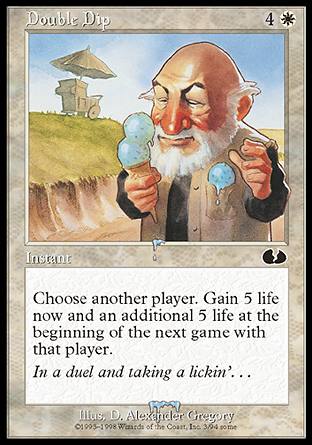 Double Dip 4
Instant
Choose another player. Gain 5 life
now and an additional 5 life at the
beginning of the next game with
that player.
In a duel and taking a lickin'. . .
Illus. D. Alexander Gregory
©1995–1998 Wizards of the Coast, Inc. 3/94 some